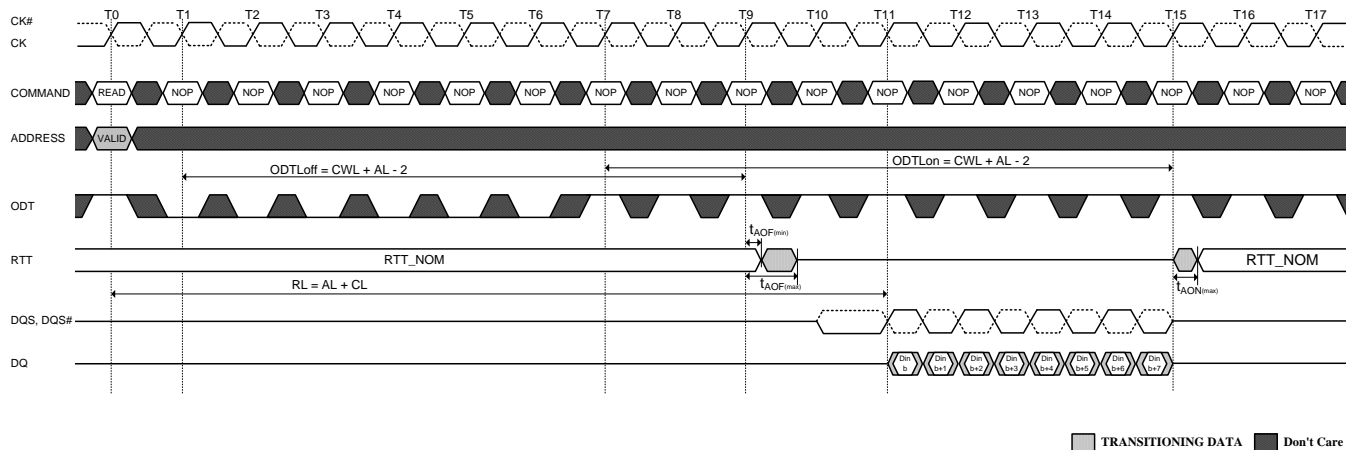 T0 T1 T2 T3 T4 T5 T6 T7 T8 T9 T10 T11 T12 T13 T14 T15 T16 T17
CK#
CK
COMMAND READ NOP NOP NOP NOP NOP NOP NOP NOP NOP NOP NOP NOP NOP NOP NOP NOP NOP
ADDRESS VALID
ODTLoff = CWL + AL - 2 ODTLon = CWL + AL - 2
ODT
tAOF(min)
RTT RTT_NOM RTT_NOM
tAOF(max) tAON(max)
RL = AL + CL
DQS, DQS#
DQ Din b Din b+1 Din b+2 Din b+3 Din b+4 Din b+5 Din b+6 Din b+7
TRANSITIONING DATA Don't Care